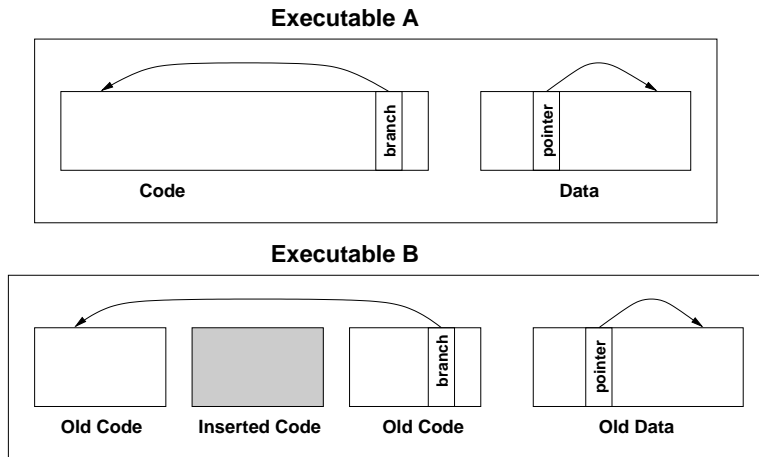 Executable A
branch
pointer
Code
Data
Executable B
branch
pointer
Old Code
Inserted Code
Old Code
Old Data